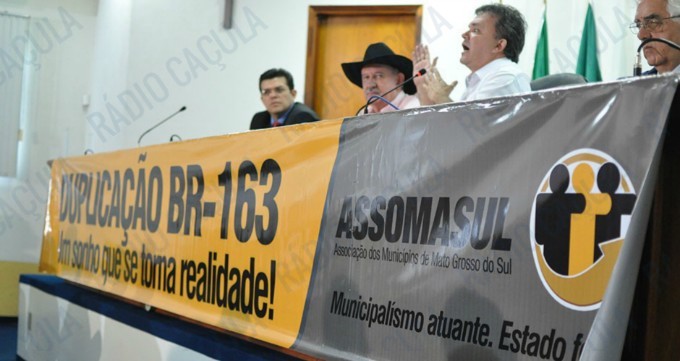 DUPLICAÇÃO BR-163
Um sonho que se torna realidade!
ASSOMASUL
Associação dos Municípios de Mato Grosso do Sul
Municipalismo atuante. Estado
RÁDIO CAÇULA